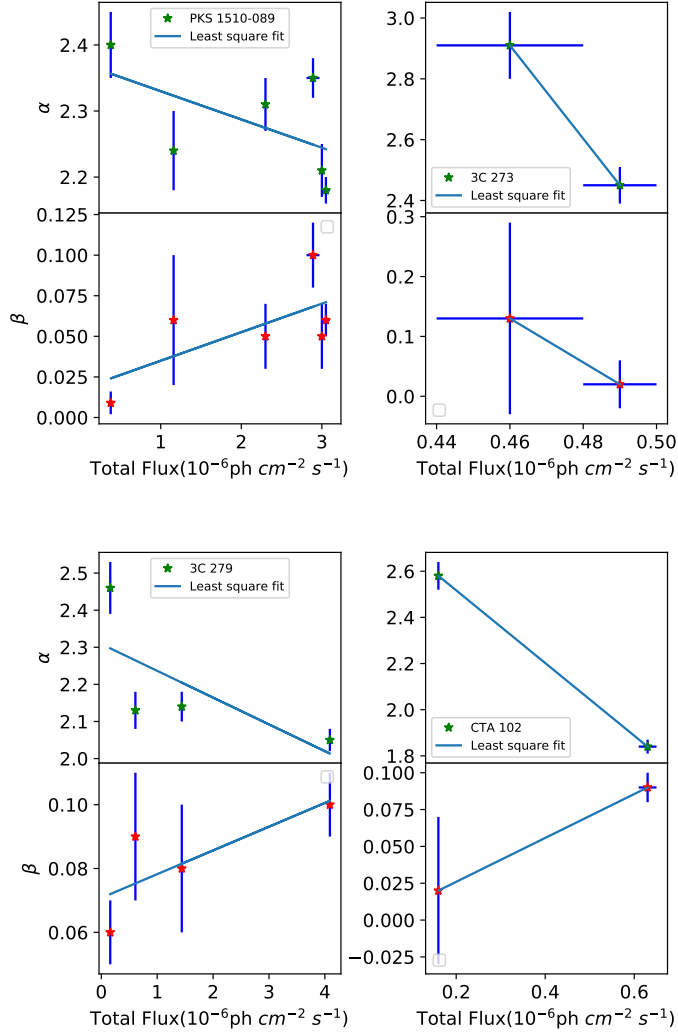 PKS 1510-089
Least square fit
2.4
2.3
2.2
α
0.125
0.100
0.075
0.050
0.025
0.000
β
1 2 3
Total Flux(10⁻⁶ph cm⁻² s⁻¹)
3.0
2.8
2.6
2.4
α
3C 273
Least square fit
0.3
0.2
0.1
0.0
β
0.44 0.46 0.48 0.50
Total Flux(10⁻⁶ph cm⁻² s⁻¹)
3C 279
Least square fit
2.5
2.4
2.3
2.2
2.1
2.0
α
0.10
0.08
0.06
β
0 1 2 3 4
Total Flux(10⁻⁶ph cm⁻² s⁻¹)
2.6
2.4
2.2
2.0
1.8
α
CTA 102
Least square fit
0.100
0.075
0.050
0.025
0.000
−0.025
β
0.2 0.4 0.6
Total Flux(10⁻⁶ph cm⁻² s⁻¹)